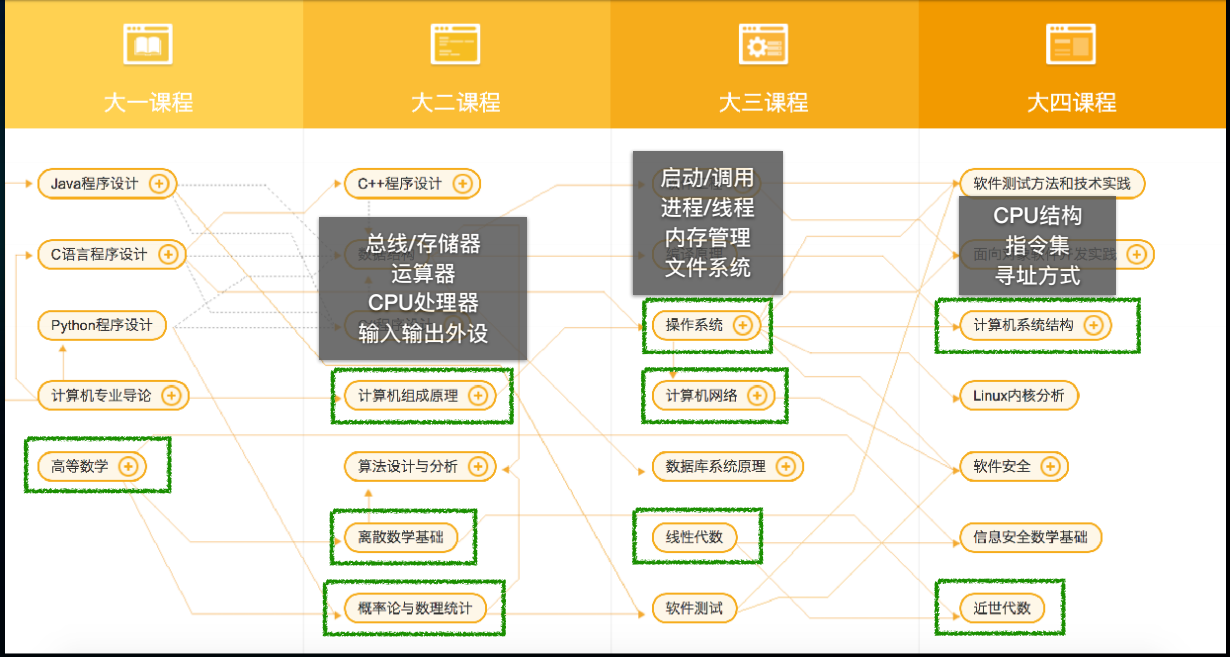 大一课程
大二课程
大三课程
大四课程
Java程序设计
C语言程序设计
Python程序设计
计算机专业导论
高等数学
C++程序设计
总线/存储器
运算器
CPU处理器
输入输出外设
计算机组成原理
算法设计与分析
离散数学基础
概率论与数理统计
启动/调用
进程/线程
内存管理
文件系统
操作系统
计算机网络
数据库系统原理
线性代数
软件测试
软件测试方法和技术实践
CPU结构
指令集
寻址方式
面向对象软件开发实践
计算机系统结构
Linux内核分析
软件安全
信息安全数学基础
近世代数